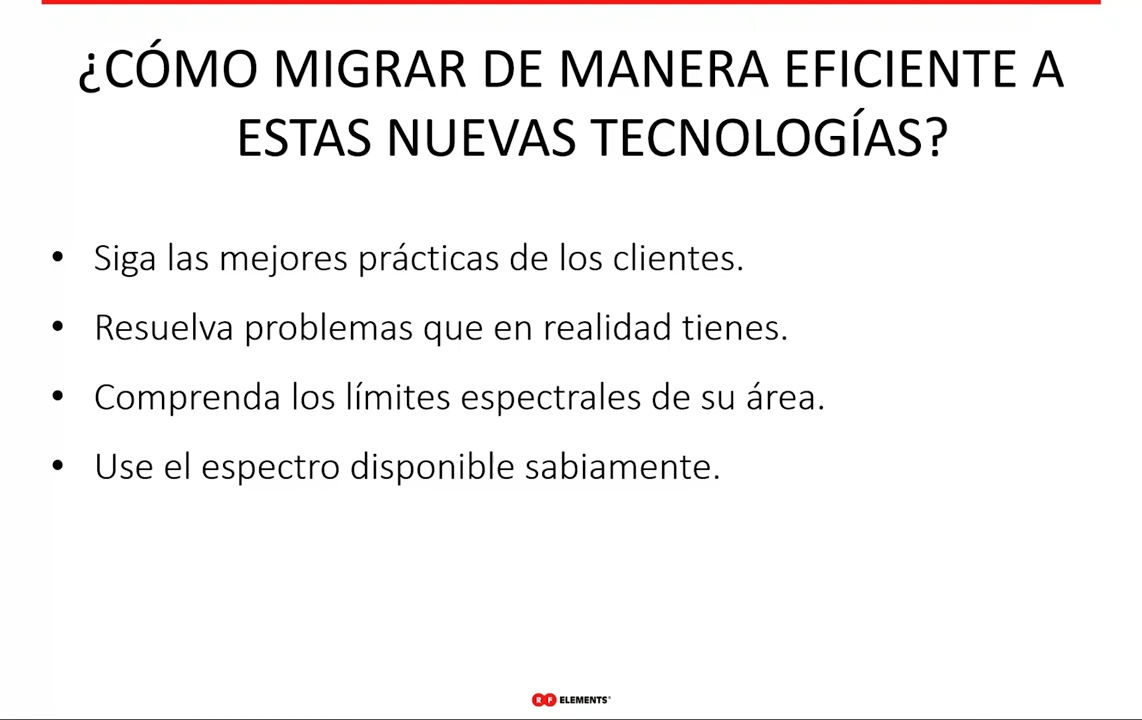 ¿CÓMO MIGRAR DE MANERA EFICIENTE A
ESTAS NUEVAS TECNOLOGÍAS?
• Siga las mejores prácticas de los clientes.
• Resuelva problemas que en realidad tienes.
• Comprenda los límites espectrales de su área.
• Use el espectro disponible sabiamente.
RF ELEMENTS®